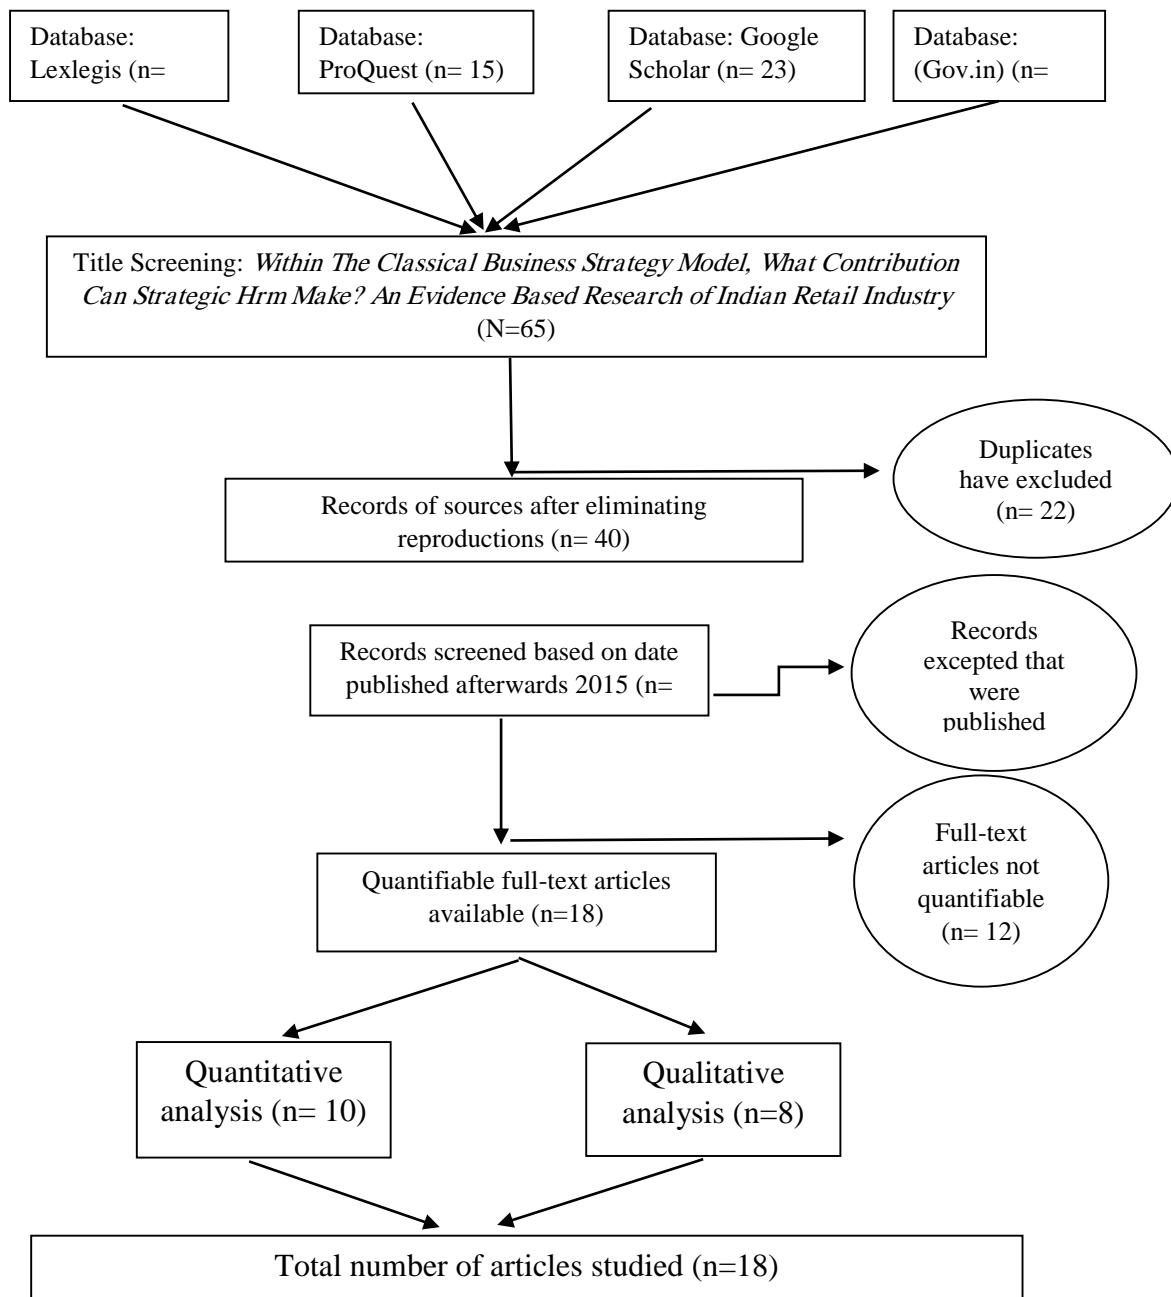 Database:
Lexlegis (n=
Database:
ProQuest (n= 15)
Database: Google
Scholar (n= 23)
Database:
(Gov.in) (n=
Title Screening: Within The Classical Business Strategy Model, What Contribution
Can Strategic Hrm Make? An Evidence Based Research of Indian Retail Industry
(N=65)
Duplicates
have excluded
(n= 22)
Records of sources after eliminating
reproductions (n= 40)
Records screened based on date
published afterwards 2015 (n=
Records
excepted that
were
published
Full-text
articles not
quantifiable
(n= 12)
Quantifiable full-text articles
available (n=18)
Quantitative
analysis (n= 10)
Qualitative
analysis (n=8)
Total number of articles studied (n=18)